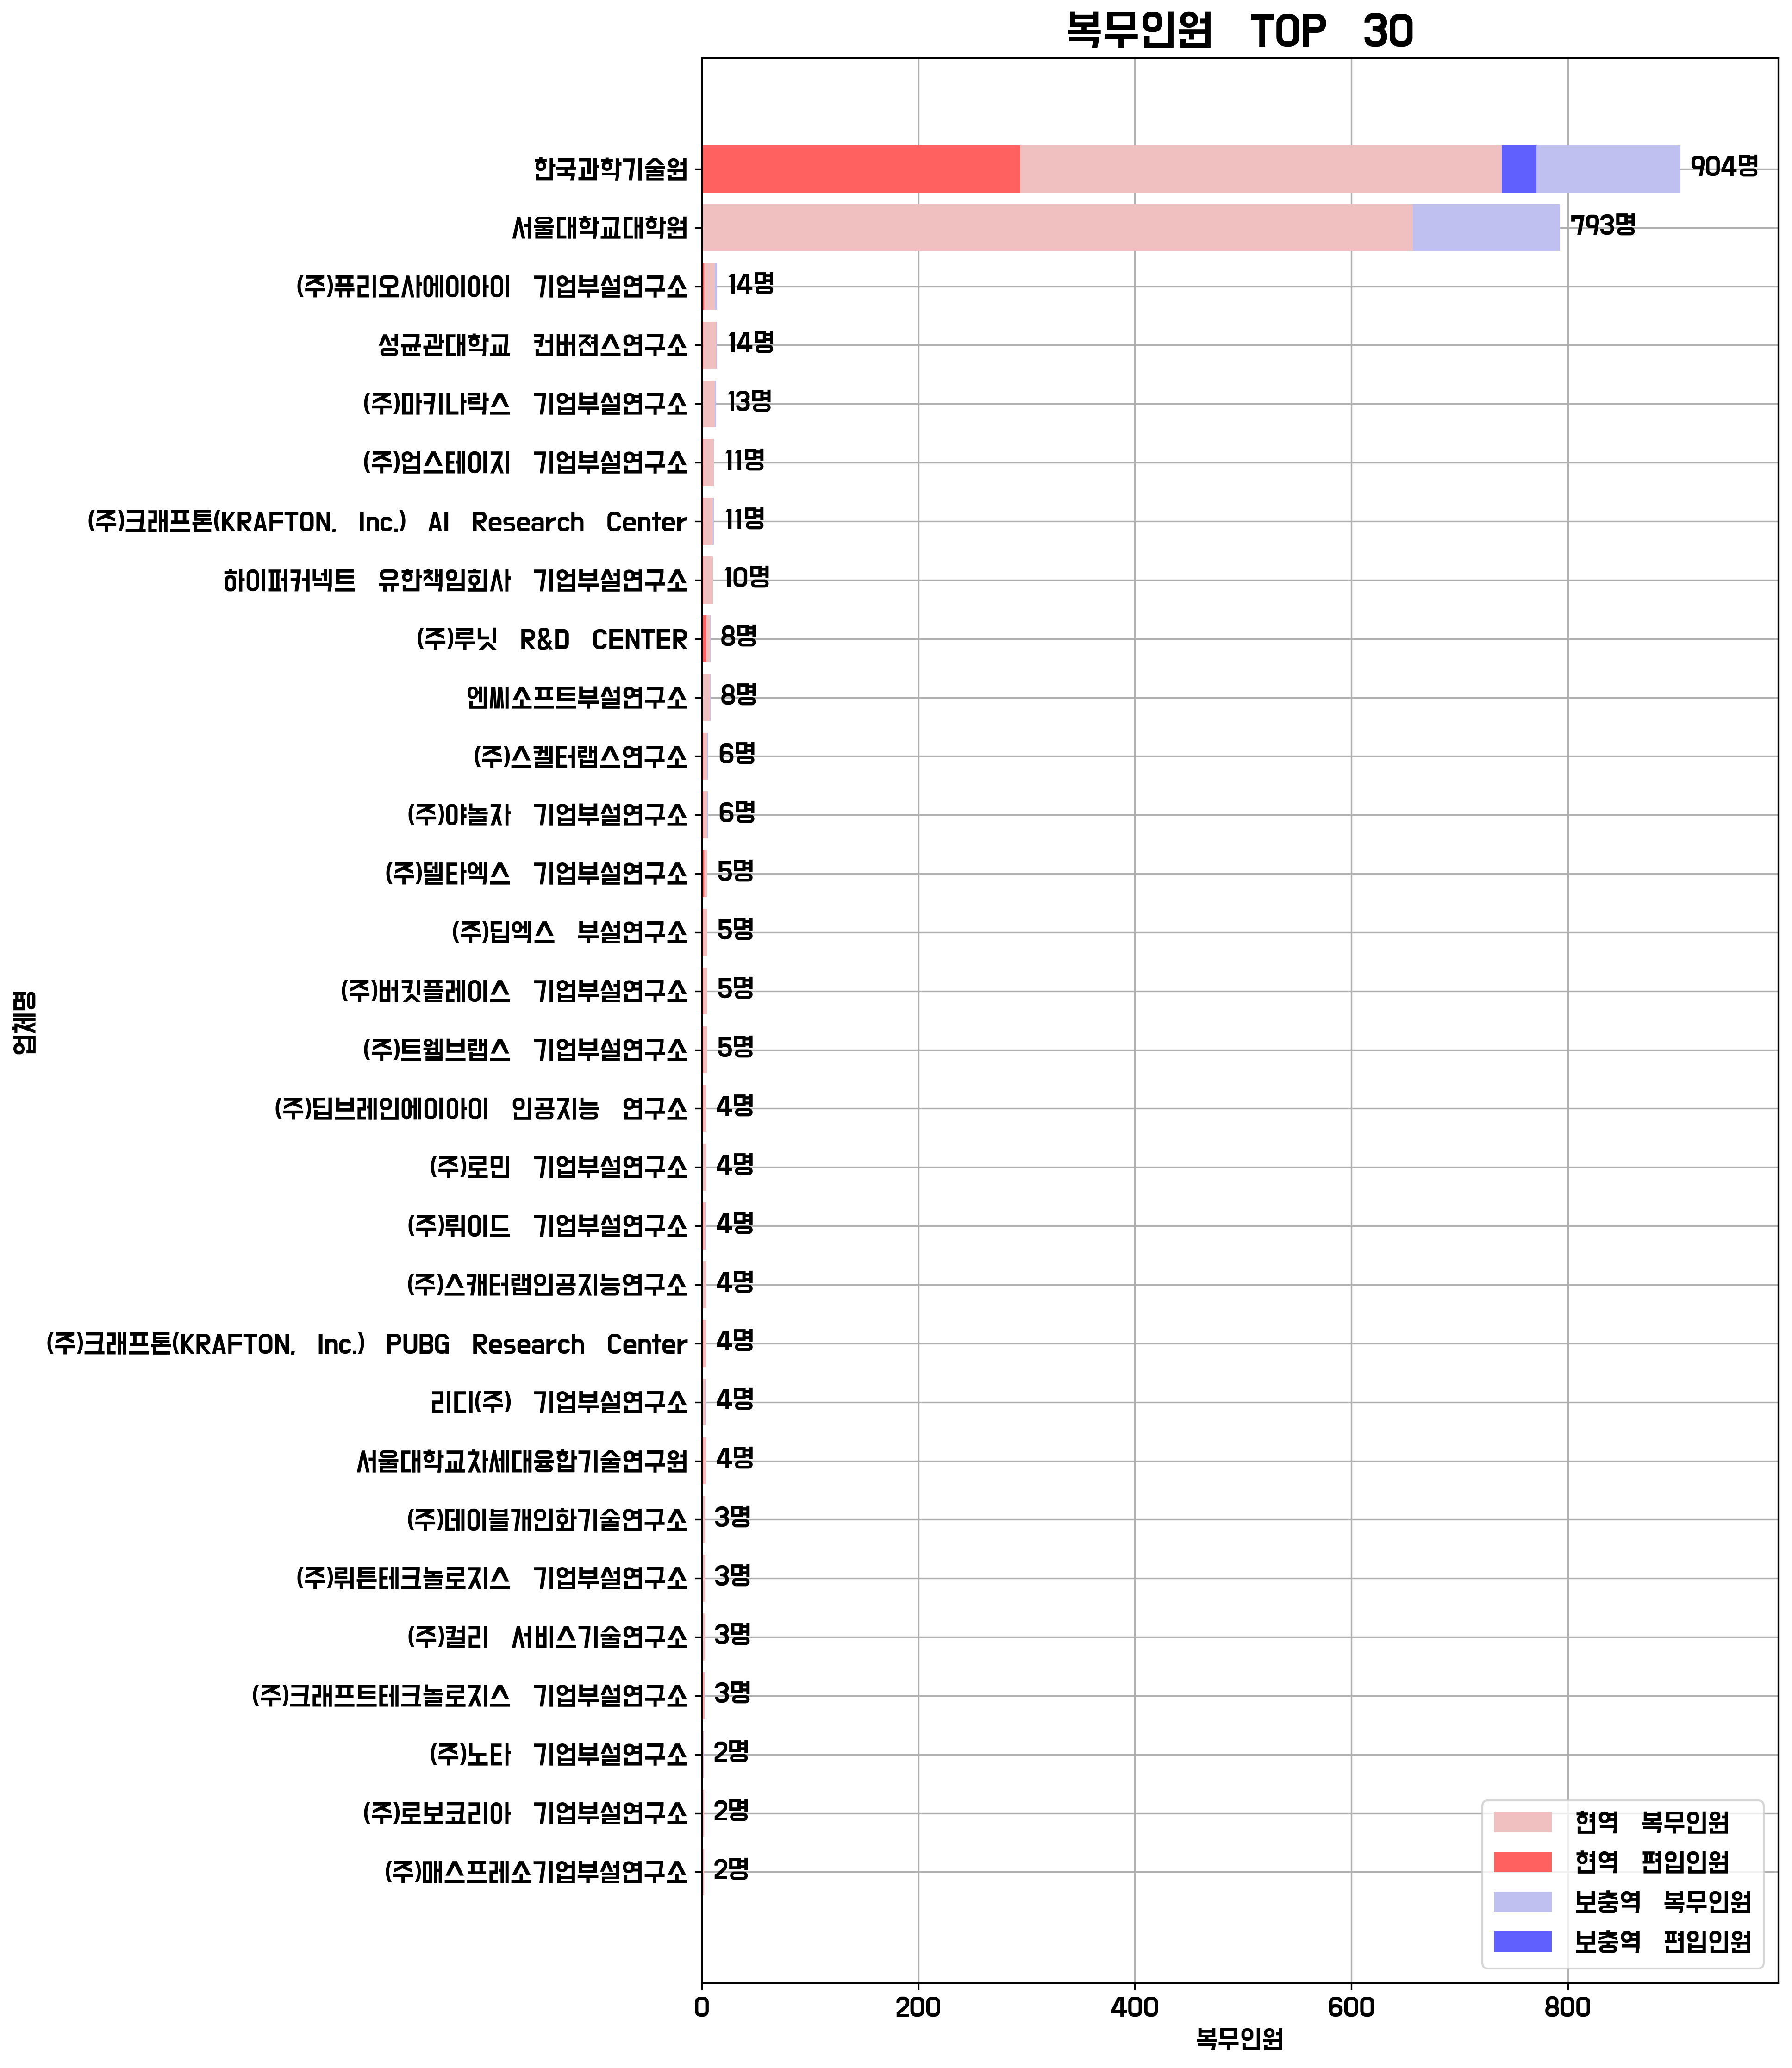 복무인원 TOP 30
한국과학기술원 904명
서울대학교대학원 793명
(주)퓨리오사에이아이 기업부설연구소 14명
성균관대학교 컨버젼스연구소 14명
(주)마키나락스 기업부설연구소 13명
(주)업스테이지 기업부설연구소 11명
(주)크래프톤(KRAFTON, Inc.) AI Research Center 11명
하이퍼커넥트 유한책임회사 기업부설연구소 10명
(주)루닛 R&D CENTER 8명
엔씨소프트부설연구소 8명
(주)스켈터랩스연구소 6명
(주)야놀자 기업부설연구소 6명
(주)델타엑스 기업부설연구소 5명
(주)딥엑스 부설연구소 5명
(주)버킷플레이스 기업부설연구소 5명
(주)트웰브랩스 기업부설연구소 5명
(주)딥브레인에이아이 인공지능 연구소 4명
(주)로민 기업부설연구소 4명
(주)뤼이드 기업부설연구소 4명
(주)스캐터랩인공지능연구소 4명
(주)크래프톤(KRAFTON, Inc.) PUBG Research Center 4명
리디(주) 기업부설연구소 4명
서울대학교차세대융합기술연구원 4명
(주)데이블개인화기술연구소 3명
(주)뤼튼테크놀로지스 기업부설연구소 3명
(주)컬리 서비스기술연구소 3명
(주)크래프트테크놀로지스 기업부설연구소 3명
(주)노타 기업부설연구소 2명
(주)로보코리아 기업부설연구소 2명
(주)매스프레소기업부설연구소 2명
업체명
현역 복무인원
현역 편입인원
보충역 복무인원
보충역 편입인원
0 200 400 600 800
복무인원